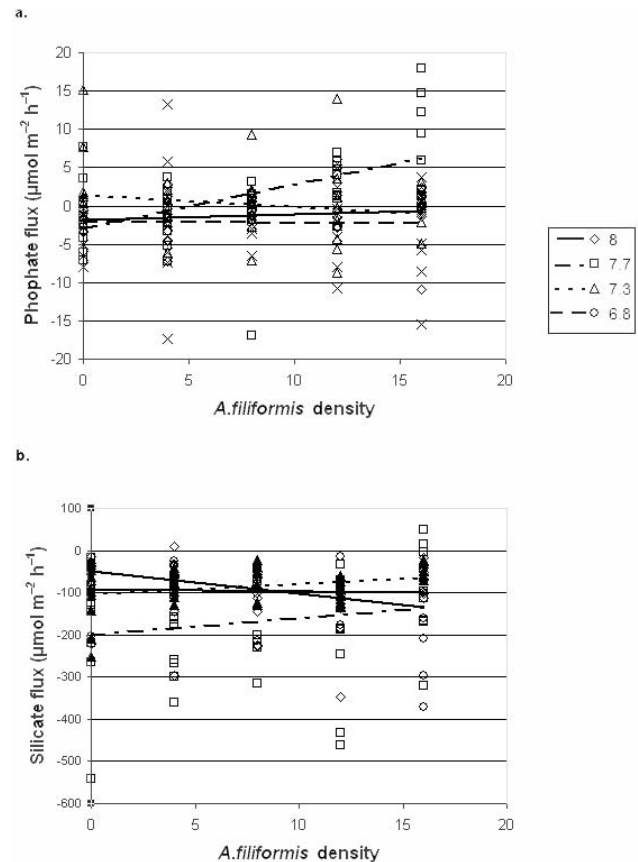 a.
Phophate flux (µmol m⁻² h⁻¹)
20
15
10
5
0
-5
-10
-15
-20
0 5 10 15 20
A.filiformis density
8
7.7
7.3
6.8
b.
Silicate flux (µmol m⁻² h⁻¹)
100
0
-100
-200
-300
-400
-500
-600
0 5 10 15 20
A.filiformis density